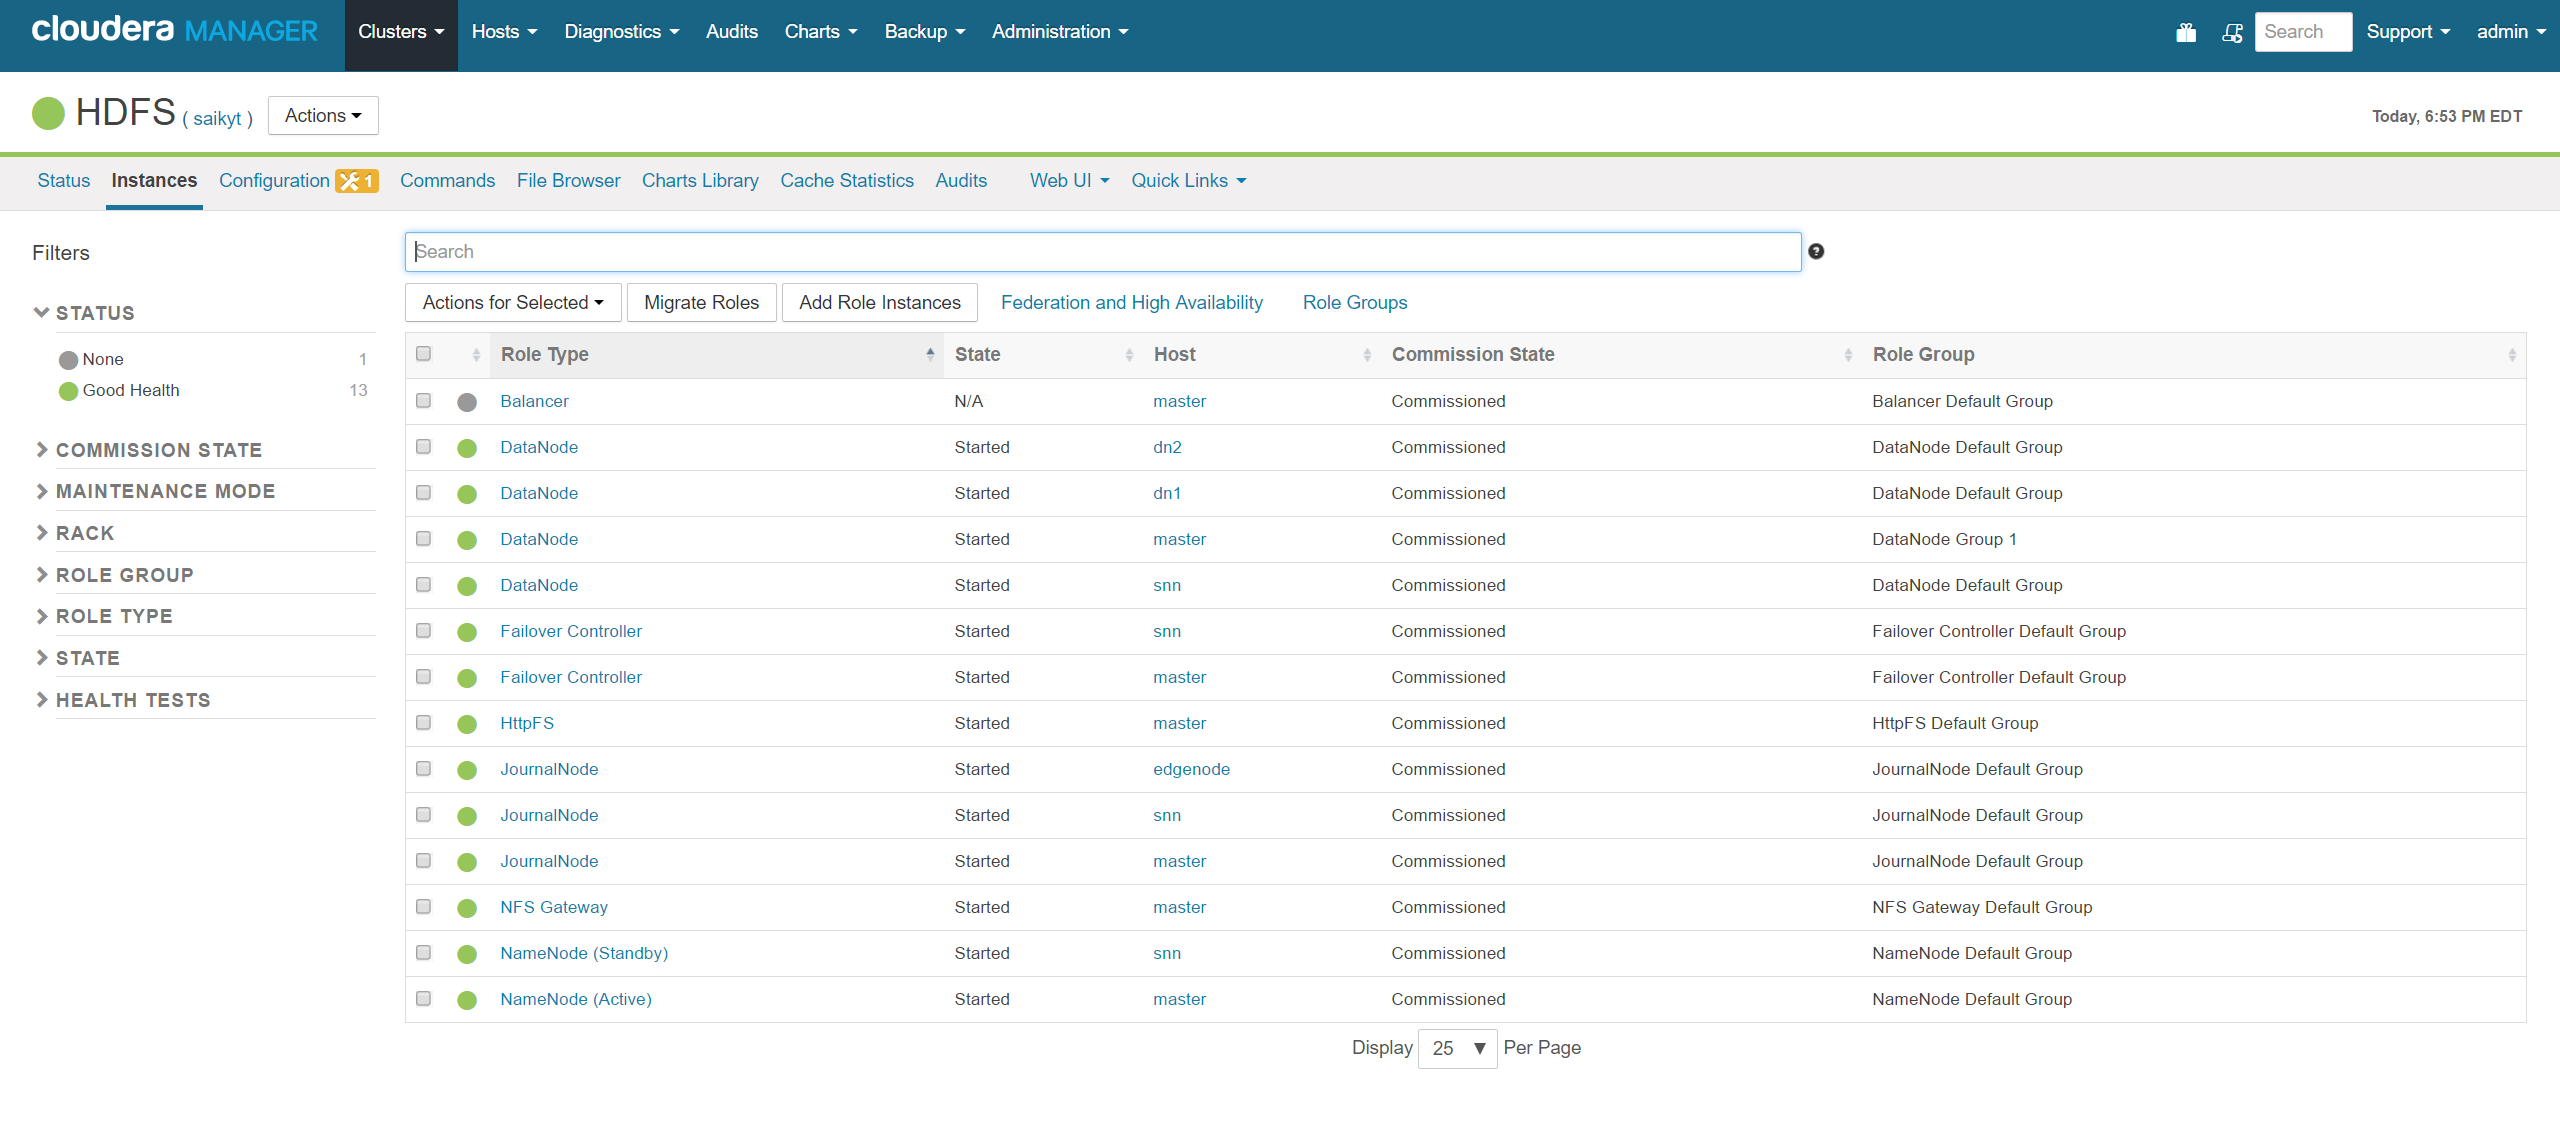 cloudera MANAGER Clusters Hosts Diagnostics Audits Charts Backup Administration Search Support admin
HDFS ( saikyt ) Actions Today, 6:53 PM EDT
Status Instances Configuration 1 Commands File Browser Charts Library Cache Statistics Audits Web UI Quick Links
Filters
STATUS
None 1
Good Health 13
COMMISSION STATE
MAINTENANCE MODE
RACK
ROLE GROUP
ROLE TYPE
STATE
HEALTH TESTS
Search ?
Actions for Selected Migrate Roles Add Role Instances Federation and High Availability Role Groups
Role Type State Host Commission State Role Group
Balancer N/A master Commissioned Balancer Default Group
DataNode Started dn2 Commissioned DataNode Default Group
DataNode Started dn1 Commissioned DataNode Default Group
DataNode Started master Commissioned DataNode Group 1
DataNode Started snn Commissioned DataNode Default Group
Failover Controller Started snn Commissioned Failover Controller Default Group
Failover Controller Started master Commissioned Failover Controller Default Group
HttpFS Started master Commissioned HttpFS Default Group
JournalNode Started edgenode Commissioned JournalNode Default Group
JournalNode Started snn Commissioned JournalNode Default Group
JournalNode Started master Commissioned JournalNode Default Group
NFS Gateway Started master Commissioned NFS Gateway Default Group
NameNode (Standby) Started snn Commissioned NameNode Default Group
NameNode (Active) Started master Commissioned NameNode Default Group
Display 25 Per Page